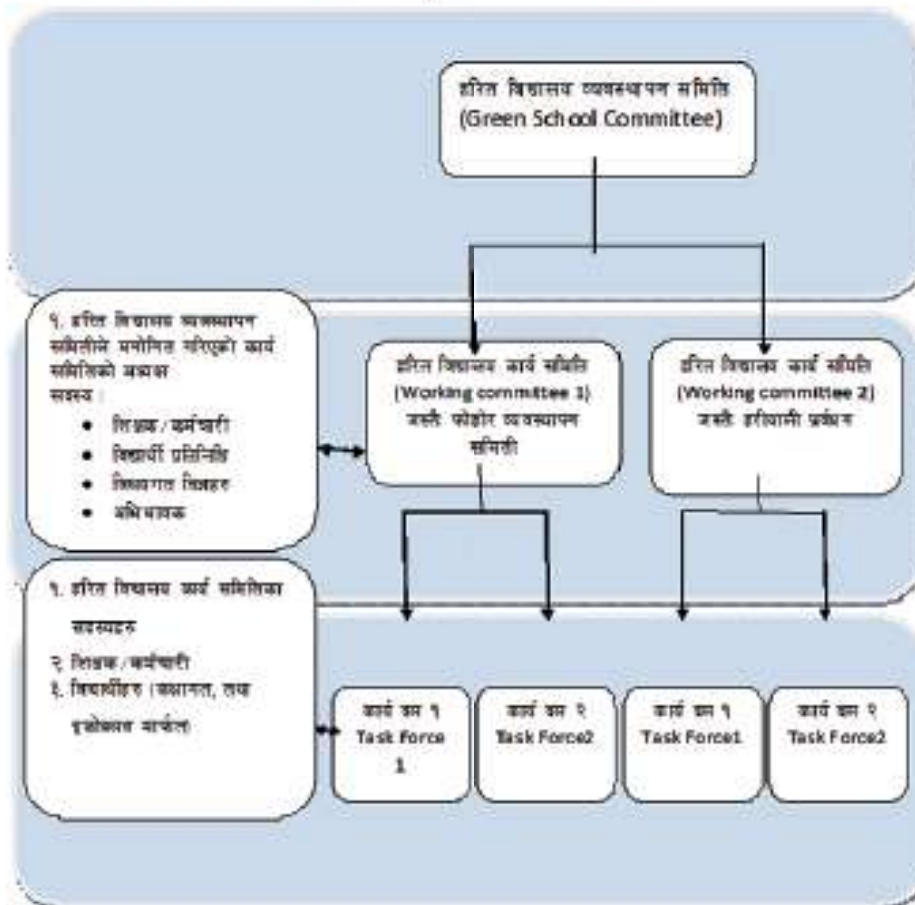 हरित विद्यालय व्यवस्थापन समिति
(Green School Committee)
१. हरित विद्यालय व्यवस्थापन
समितीले मनोनित गरिएको कार्य
समितिको अध्यक्ष
सदस्य :
शिक्षक/कर्मचारी
विद्यार्थी प्रतिनिधि
विषयगत विज्ञहरु
अभिभावक
हरित विद्यालय कार्य समिति
(Working committee 1)
जस्तै फोहोर व्यवस्थापन
समिती
हरित विद्यालय कार्य समिति
(Working committee 2)
जस्तै हरीयाली प्रर्वधन
१. हरित विद्यालय कार्य समितिका
सदस्यहरु
२ शिक्षक/कर्मचारी
३. विद्यार्थीहरु (कक्षागत, तथा
इकोक्लव मार्फत)
कार्य दल १
Task Force
1
कार्य दल २
Task Force2
कार्य दल १
Task Force1
कार्य दल २
Task Force2